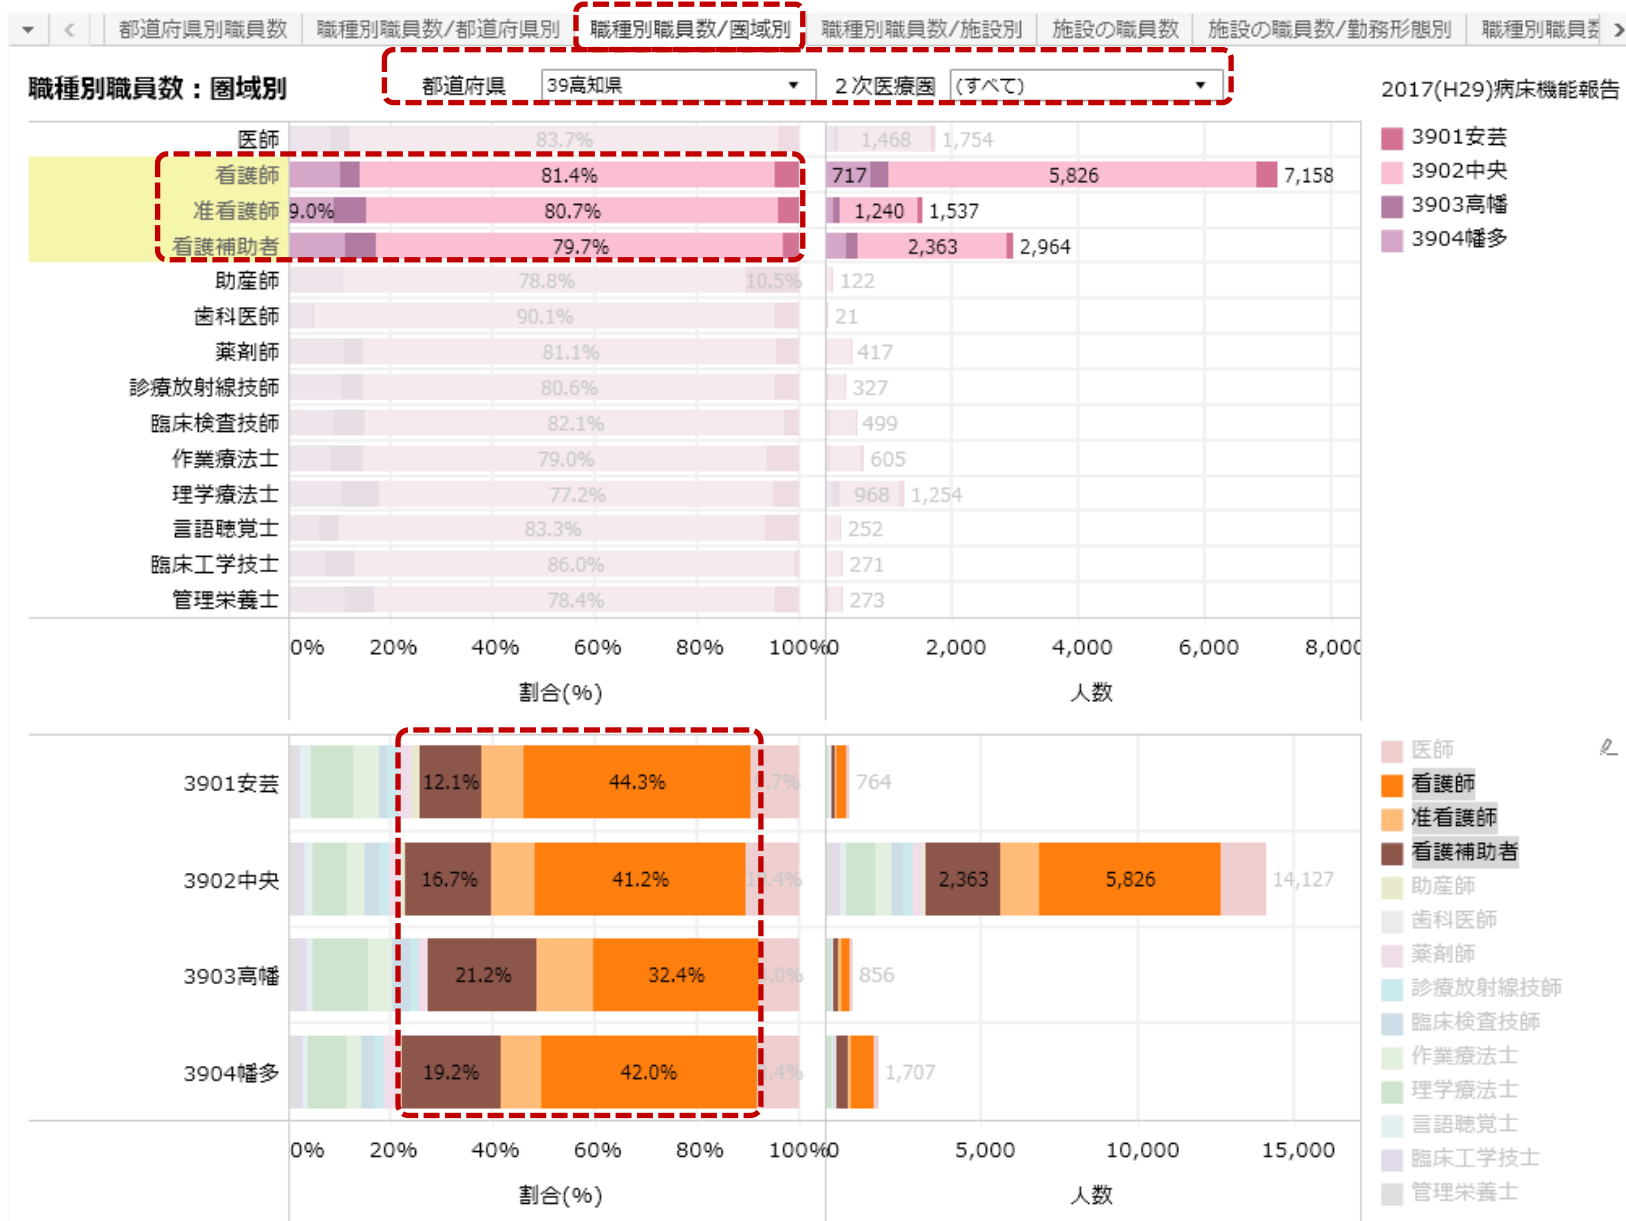 都道府県別職員数 職種別職員数/都道府県別 職種別職員数/圏域別 職種別職員数/施設別 施設の職員数 施設の職員数/勤務形態別 職種別職員数
職種別職員数：圏域別 都道府県 39高知県 ２次医療圏 (すべて) 2017(H29)病床機能報告
医師 83.7% 1,468 1,754
看護師 81.4% 717 5,826 7,158
准看護師 9.0% 80.7% 1,240 1,537
看護補助者 79.7% 2,363 2,964
助産師 78.8% 10.5% 122
歯科医師 90.1% 21
薬剤師 81.1% 417
診療放射線技師 80.6% 327
臨床検査技師 82.1% 499
作業療法士 79.0% 605
理学療法士 77.2% 968 1,254
言語聴覚士 83.3% 252
臨床工学技士 86.0% 271
管理栄養士 78.4% 273
3901安芸
3902中央
3903高幡
3904幡多
0% 20% 40% 60% 80% 100% 0 2,000 4,000 6,000 8,000
割合(%) 人数
3901安芸 12.1% 44.3% 764
3902中央 16.7% 41.2% 2,363 5,826 14,127
3903高幡 21.2% 32.4% 856
3904幡多 19.2% 42.0% 1,707
0% 20% 40% 60% 80% 100% 0 5,000 10,000 15,000
割合(%) 人数
医師
看護師
准看護師
看護補助者
助産師
歯科医師
薬剤師
診療放射線技師
臨床検査技師
作業療法士
理学療法士
言語聴覚士
臨床工学技士
管理栄養士